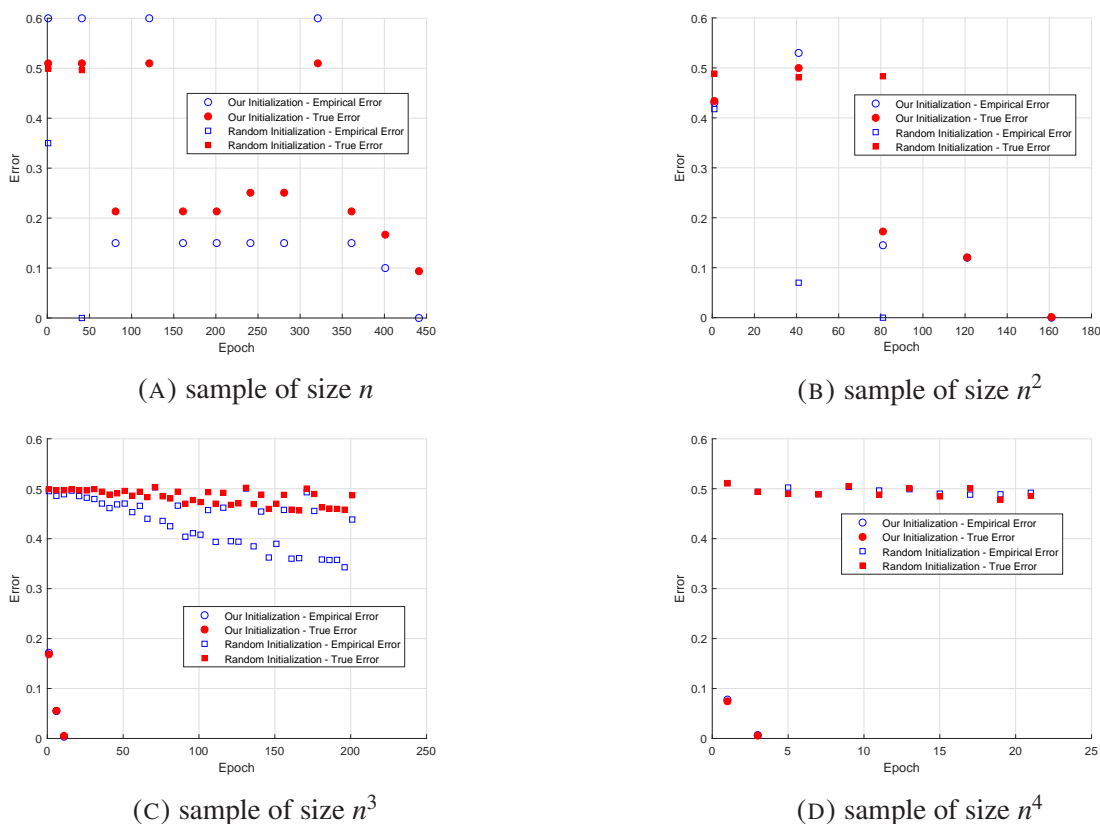 0.6
0.5
0.4
0.3
0.2
0.1
0
Error
Our Initialization - Empirical Error
Our Initialization - True Error
Random Initialization - Empirical Error
Random Initialization - True Error
0 50 100 150 200 250 300 350 400 450
Epoch
(A) sample of size n
0.6
0.5
0.4
0.3
0.2
0.1
0
Error
Our Initialization - Empirical Error
Our Initialization - True Error
Random Initialization - Empirical Error
Random Initialization - True Error
0 20 40 60 80 100 120 140 160 180
Epoch
(B) sample of size n²
0.6
0.5
0.4
0.3
0.2
0.1
0
Error
Our Initialization - Empirical Error
Our Initialization - True Error
Random Initialization - Empirical Error
Random Initialization - True Error
0 50 100 150 200 250
Epoch
(C) sample of size n³
0.6
0.5
0.4
0.3
0.2
0.1
0
Error
Our Initialization - Empirical Error
Our Initialization - True Error
Random Initialization - Empirical Error
Random Initialization - True Error
0 5 10 15 20 25
Epoch
(D) sample of size n⁴